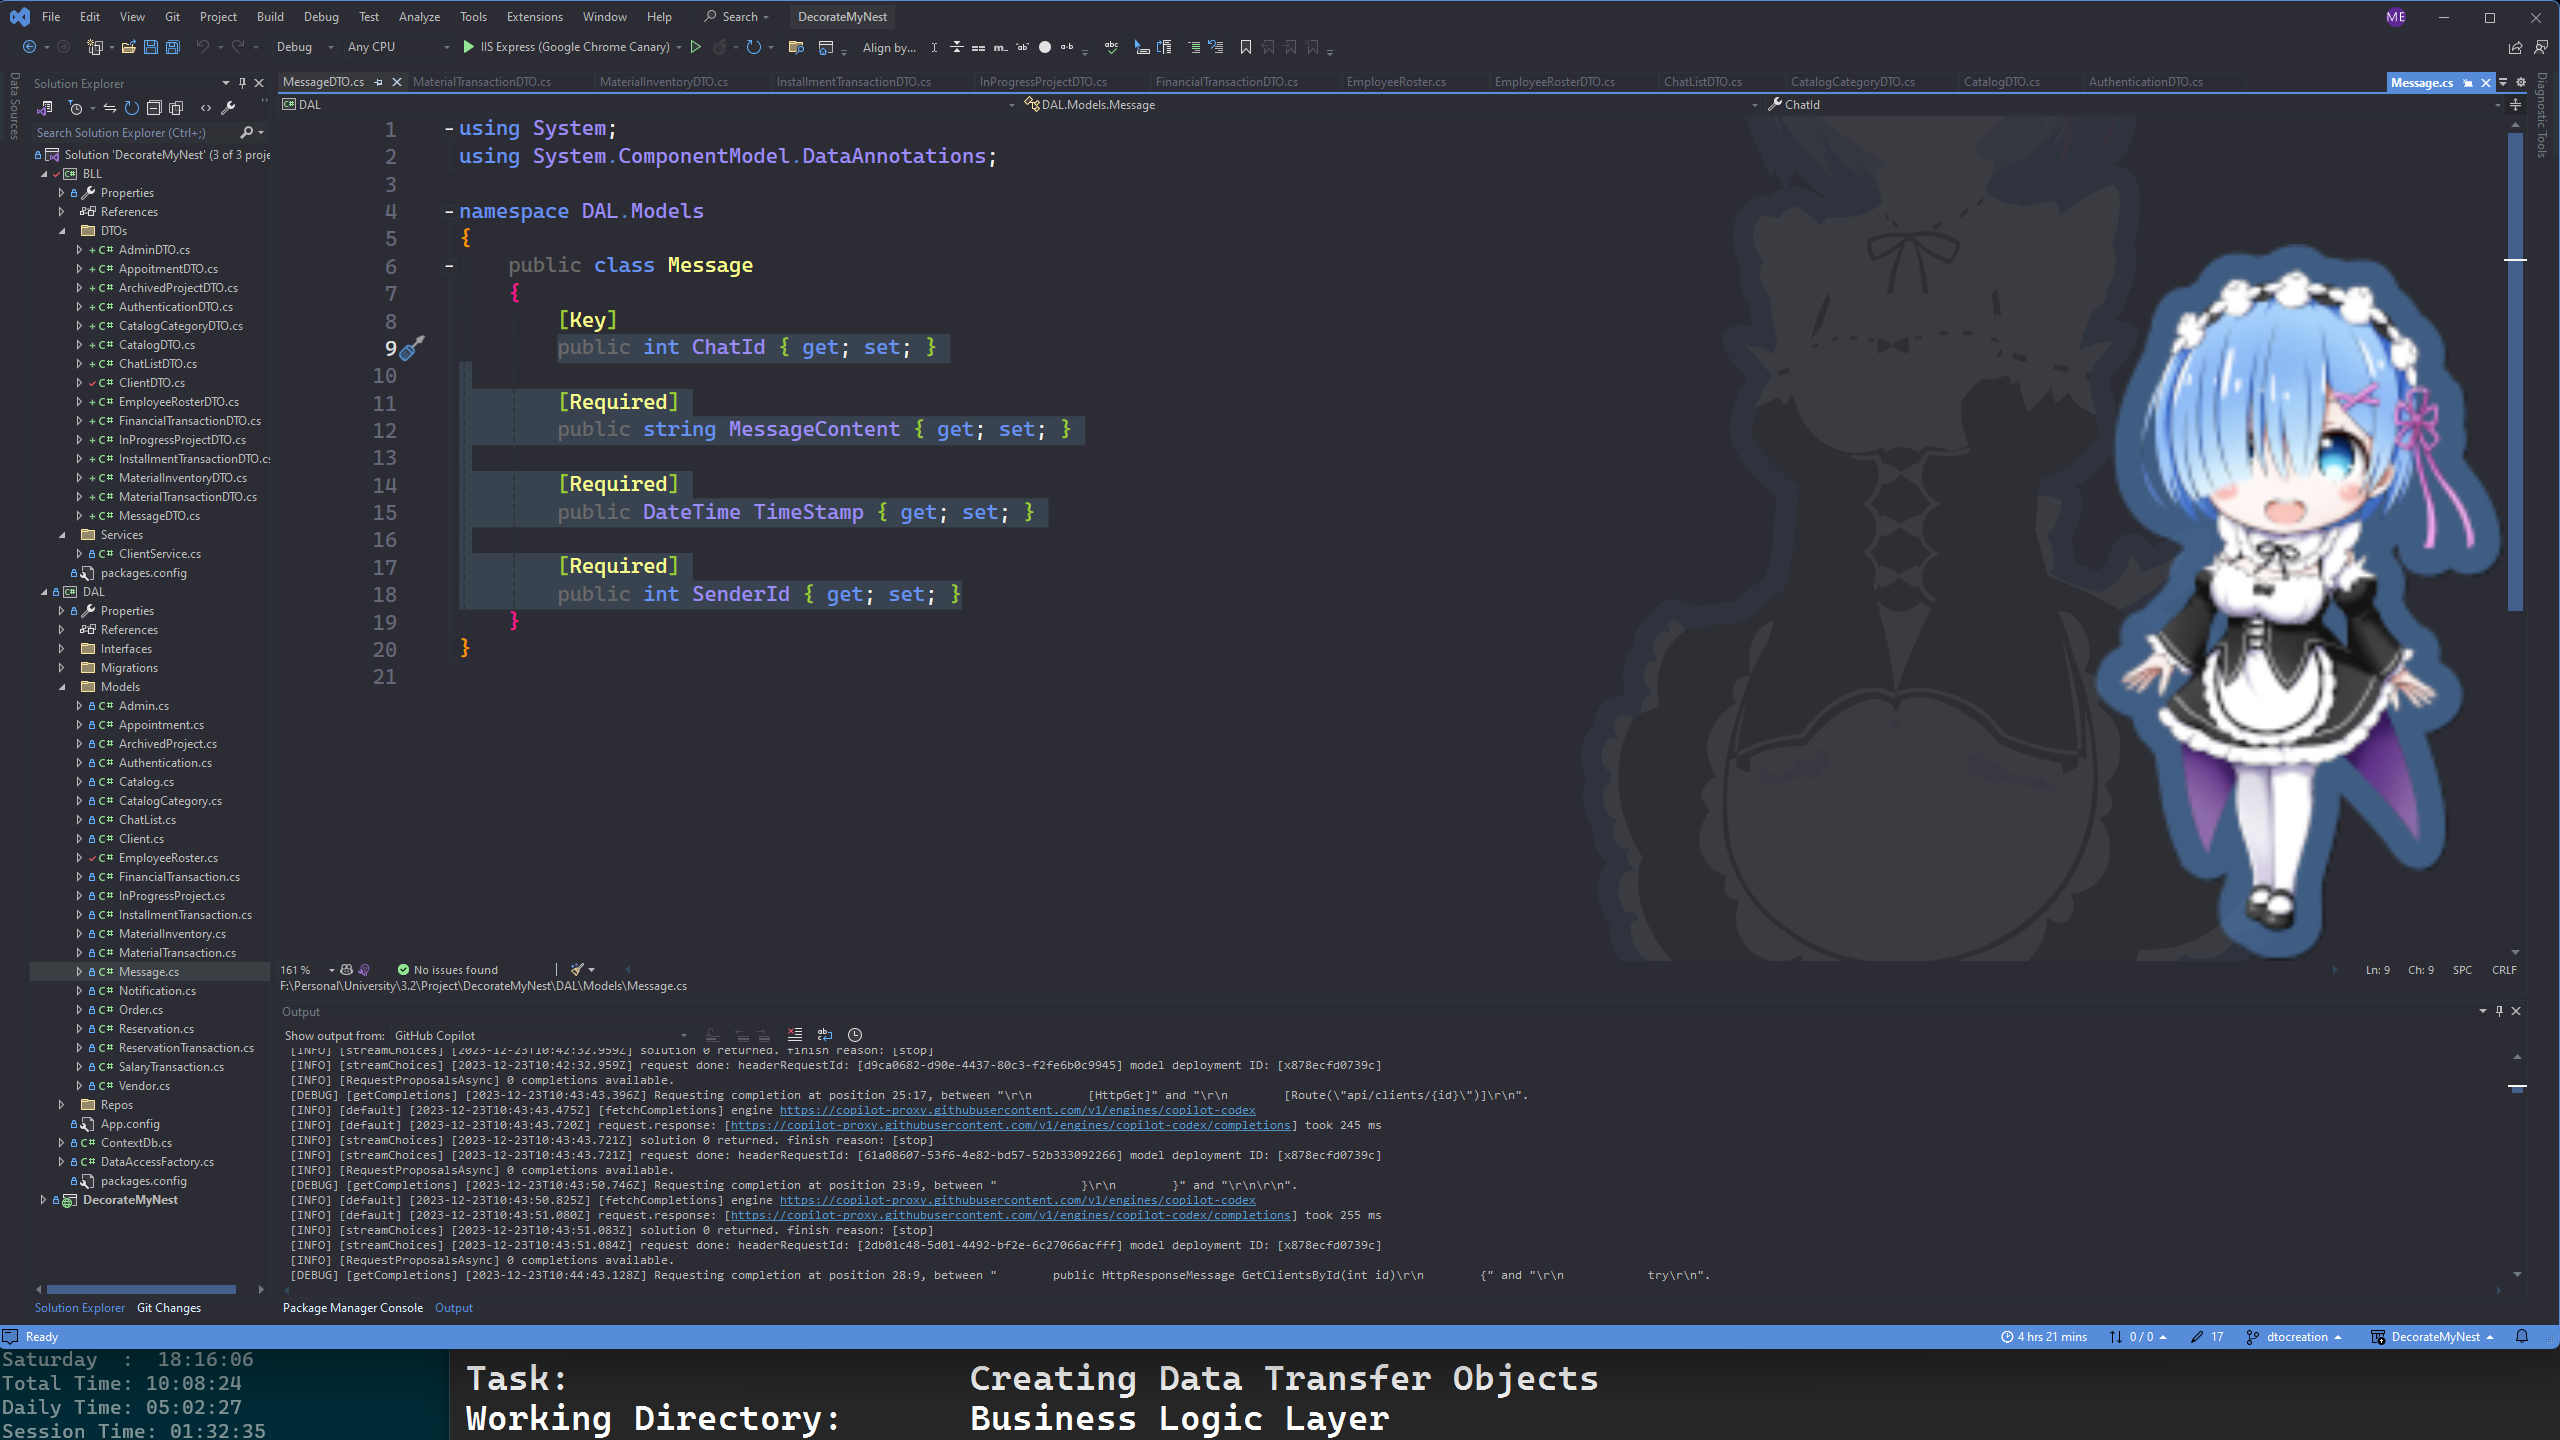 File Edit View Git Project Build Debug Test Analyze Tools Extensions Window Help Search DecorateMyNest ME
Debug Any CPU IIS Express (Google Chrome Canary) Align by...
Data Sources
Solution Explorer
Search Solution Explorer (Ctrl+;)
Solution 'DecorateMyNest' (3 of 3 proje
BLL
Properties
References
DTOs
C# AdminDTO.cs
C# AppoitmentDTO.cs
C# ArchivedProjectDTO.cs
C# AuthenticationDTO.cs
C# CatalogCategoryDTO.cs
C# CatalogDTO.cs
C# ChatListDTO.cs
C# ClientDTO.cs
C# EmployeeRosterDTO.cs
C# FinancialTransactionDTO.cs
C# InProgressProjectDTO.cs
C# InstallmentTransactionDTO.cs
C# MaterialInventoryDTO.cs
C# MaterialTransactionDTO.cs
C# MessageDTO.cs
Services
C# ClientService.cs
packages.config
DAL
Properties
References
Interfaces
Migrations
Models
C# Admin.cs
C# Appointment.cs
C# ArchivedProject.cs
C# Authentication.cs
C# Catalog.cs
C# CatalogCategory.cs
C# ChatList.cs
C# Client.cs
C# EmployeeRoster.cs
C# FinancialTransaction.cs
C# InProgressProject.cs
C# InstallmentTransaction.cs
C# MaterialInventory.cs
C# MaterialTransaction.cs
C# Message.cs
C# Notification.cs
C# Order.cs
C# Reservation.cs
C# ReservationTransaction.cs
C# SalaryTransaction.cs
C# Vendor.cs
Repos
App.config
C# ContextDb.cs
C# DataAccessFactory.cs
packages.config
DecorateMyNest
Solution Explorer Git Changes
MessageDTO.cs MaterialTransactionDTO.cs MaterialInventoryDTO.cs InstallmentTransactionDTO.cs InProgressProjectDTO.cs FinancialTransactionDTO.cs EmployeeRoster.cs EmployeeRosterDTO.cs ChatListDTO.cs CatalogCategoryDTO.cs CatalogDTO.cs AuthenticationDTO.cs Message.cs
DAL DAL.Models.Message ChatId
Diagnostic Tools
1 using System;
2 using System.ComponentModel.DataAnnotations;
3
4 namespace DAL.Models
5 {
6 public class Message
7 {
8 [Key]
9 public int ChatId { get; set; }
10
11 [Required]
12 public string MessageContent { get; set; }
13
14 [Required]
15 public DateTime TimeStamp { get; set; }
16
17 [Required]
18 public int SenderId { get; set; }
19 }
20 }
21
161 % No issues found Ln: 9 Ch: 9 SPC CRLF
F:\Personal\University\3.2\Project\DecorateMyNest\DAL\Models\Message.cs
Output
Show output from: GitHub Copilot
[INFO] [streamChoices] [2023-12-23T10:42:32.959Z] solution 0 returned. finish reason: [stop]
[INFO] [streamChoices] [2023-12-23T10:42:32.959Z] request done: headerRequestId: [d9ca0682-d90e-4437-80c3-f2fe6b0c9945] model deployment ID: [x878ecfd0739c]
[INFO] [RequestProposalsAsync] 0 completions available.
[DEBUG] [getCompletions] [2023-12-23T10:43:43.396Z] Requesting completion at position 25:17, between "\r\n [HttpGet]" and "\r\n [Route(\"api/clients/{id}\")]\r\n".
[INFO] [default] [2023-12-23T10:43:43.475Z] [fetchCompletions] engine https://copilot-proxy.githubusercontent.com/v1/engines/copilot-codex
[INFO] [default] [2023-12-23T10:43:43.720Z] request.response: [https://copilot-proxy.githubusercontent.com/v1/engines/copilot-codex/completions] took 245 ms
[INFO] [streamChoices] [2023-12-23T10:43:43.721Z] solution 0 returned. finish reason: [stop]
[INFO] [streamChoices] [2023-12-23T10:43:43.721Z] request done: headerRequestId: [61a08607-53f6-4e82-bd57-52b333092266] model deployment ID: [x878ecfd0739c]
[INFO] [RequestProposalsAsync] 0 completions available.
[DEBUG] [getCompletions] [2023-12-23T10:43:50.746Z] Requesting completion at position 23:9, between " }\r\n }" and "\r\n\r\n".
[INFO] [default] [2023-12-23T10:43:50.825Z] [fetchCompletions] engine https://copilot-proxy.githubusercontent.com/v1/engines/copilot-codex
[INFO] [default] [2023-12-23T10:43:51.080Z] request.response: [https://copilot-proxy.githubusercontent.com/v1/engines/copilot-codex/completions] took 255 ms
[INFO] [streamChoices] [2023-12-23T10:43:51.083Z] solution 0 returned. finish reason: [stop]
[INFO] [streamChoices] [2023-12-23T10:43:51.084Z] request done: headerRequestId: [2db01c48-5d01-4492-bf2e-6c27066acfff] model deployment ID: [x878ecfd0739c]
[INFO] [RequestProposalsAsync] 0 completions available.
[DEBUG] [getCompletions] [2023-12-23T10:44:43.128Z] Requesting completion at position 28:9, between " public HttpResponseMessage GetClientsById(int id)\r\n {" and "\r\n try\r\n".
Package Manager Console Output
Ready 4 hrs 21 mins 0 / 0 17 dtocreation DecorateMyNest
Saturday : 18:16:06
Total Time: 10:08:24
Daily Time: 05:02:27
Session Time: 01:32:35
Task: Creating Data Transfer Objects
Working Directory: Business Logic Layer